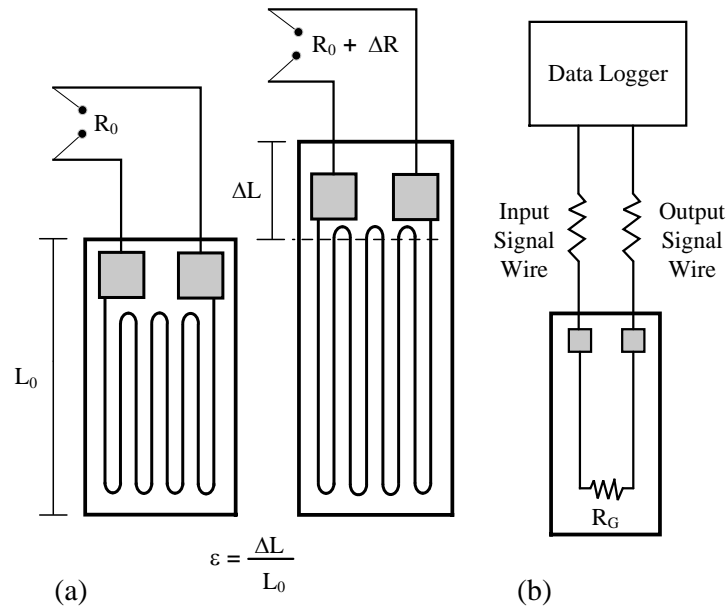 R₀
L₀
R₀ + ΔR
ΔL
ε = ΔL
L₀
(a)
Data Logger
Input
Signal
Wire
Output
Signal
Wire
R_G
(b)